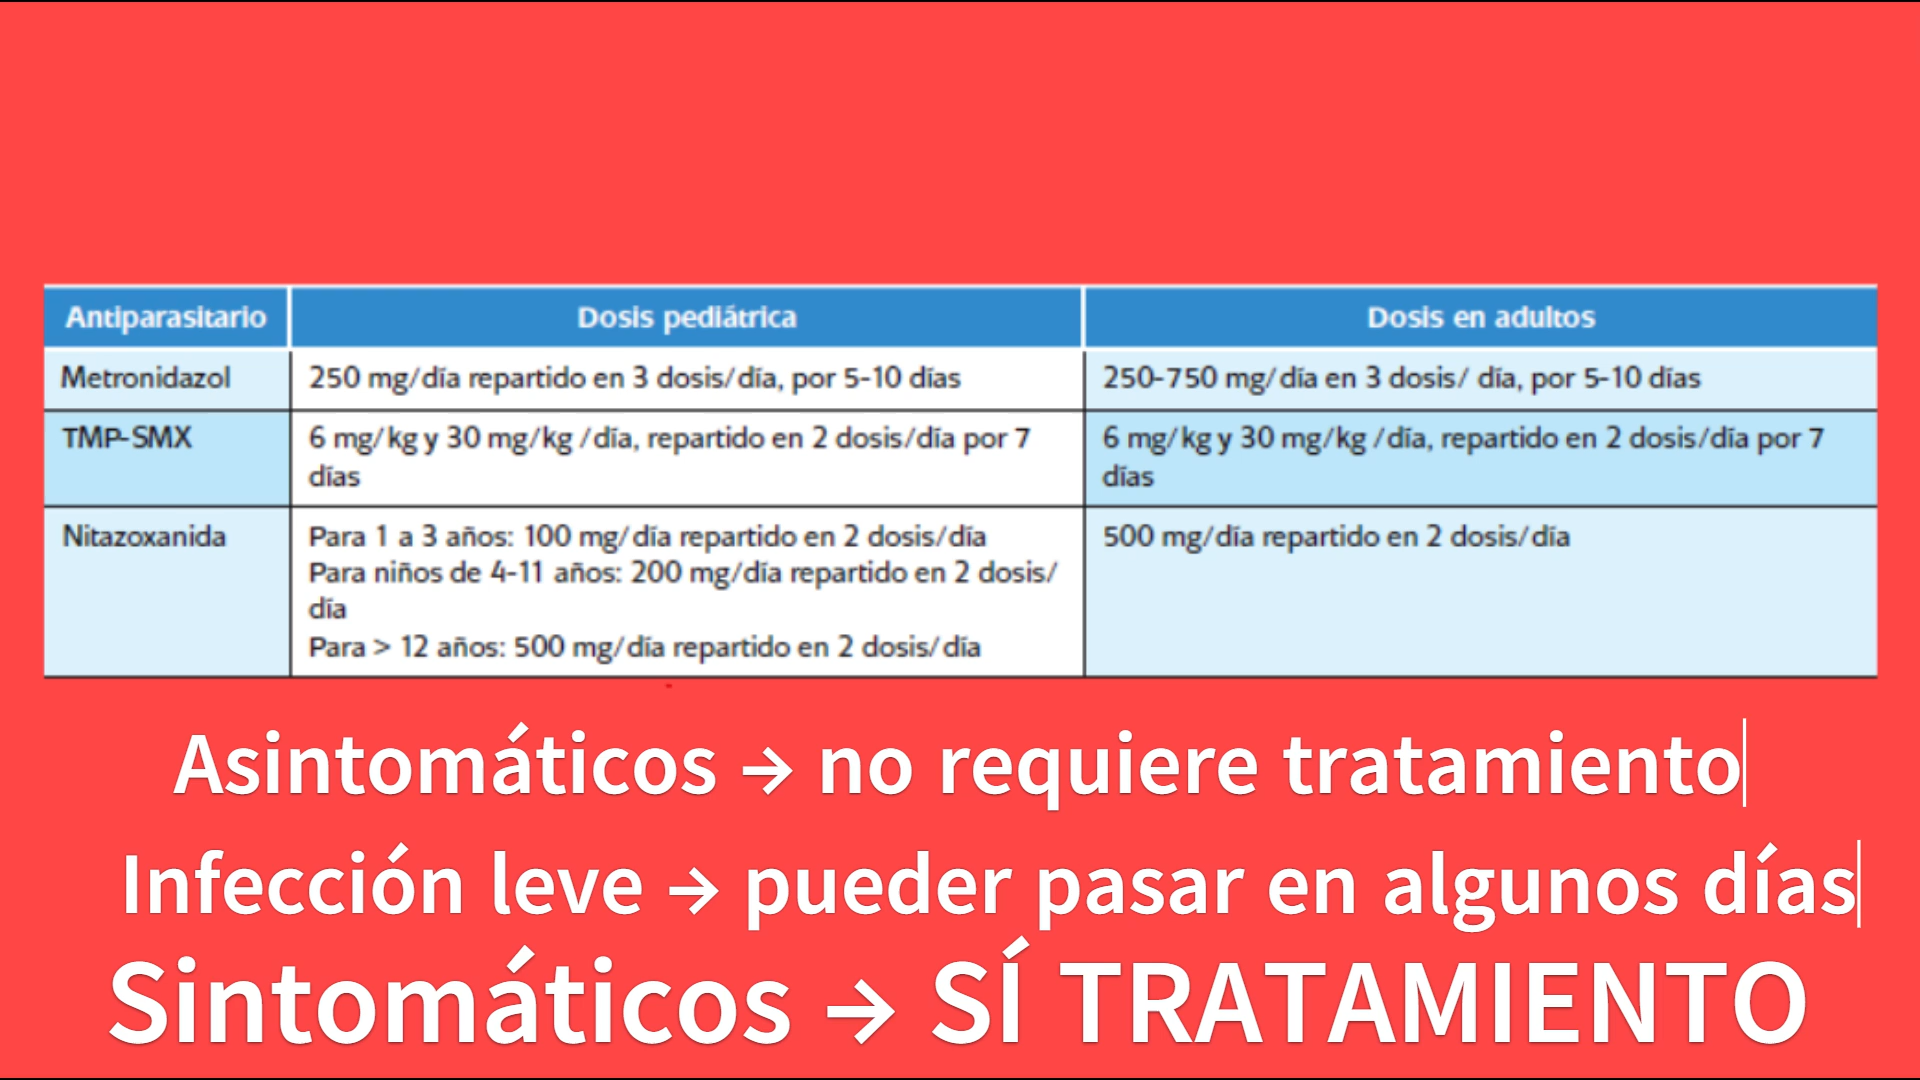 Antiparasitario Dosis pediátrica Dosis en adultos
Metronidazol 250 mg/día repartido en 3 dosis/día, por 5-10 días 250-750 mg/día en 3 dosis/ día, por 5-10 días
TMP-SMX 6 mg/kg y 30 mg/kg /día, repartido en 2 dosis/día por 7 6 mg/kg y 30 mg/kg /día, repartido en 2 dosis/día por 7
días días
Nitazoxanida Para 1 a 3 años: 100 mg/día repartido en 2 dosis/día 500 mg/día repartido en 2 dosis/día
Para niños de 4-11 años: 200 mg/día repartido en 2 dosis/
día
Para > 12 años: 500 mg/día repartido en 2 dosis/día
Asintomáticos → no requiere tratamiento
Infección leve → pueder pasar en algunos días
Sintomáticos → SÍ TRATAMIENTO